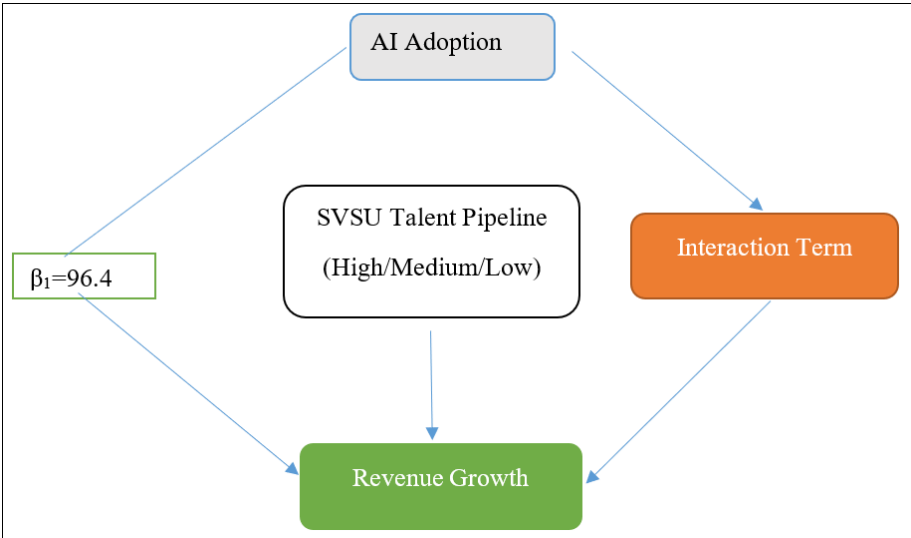 AI Adoption
SVSU Talent Pipeline
(High/Medium/Low)
Interaction Term
β₁=96.4
Revenue Growth